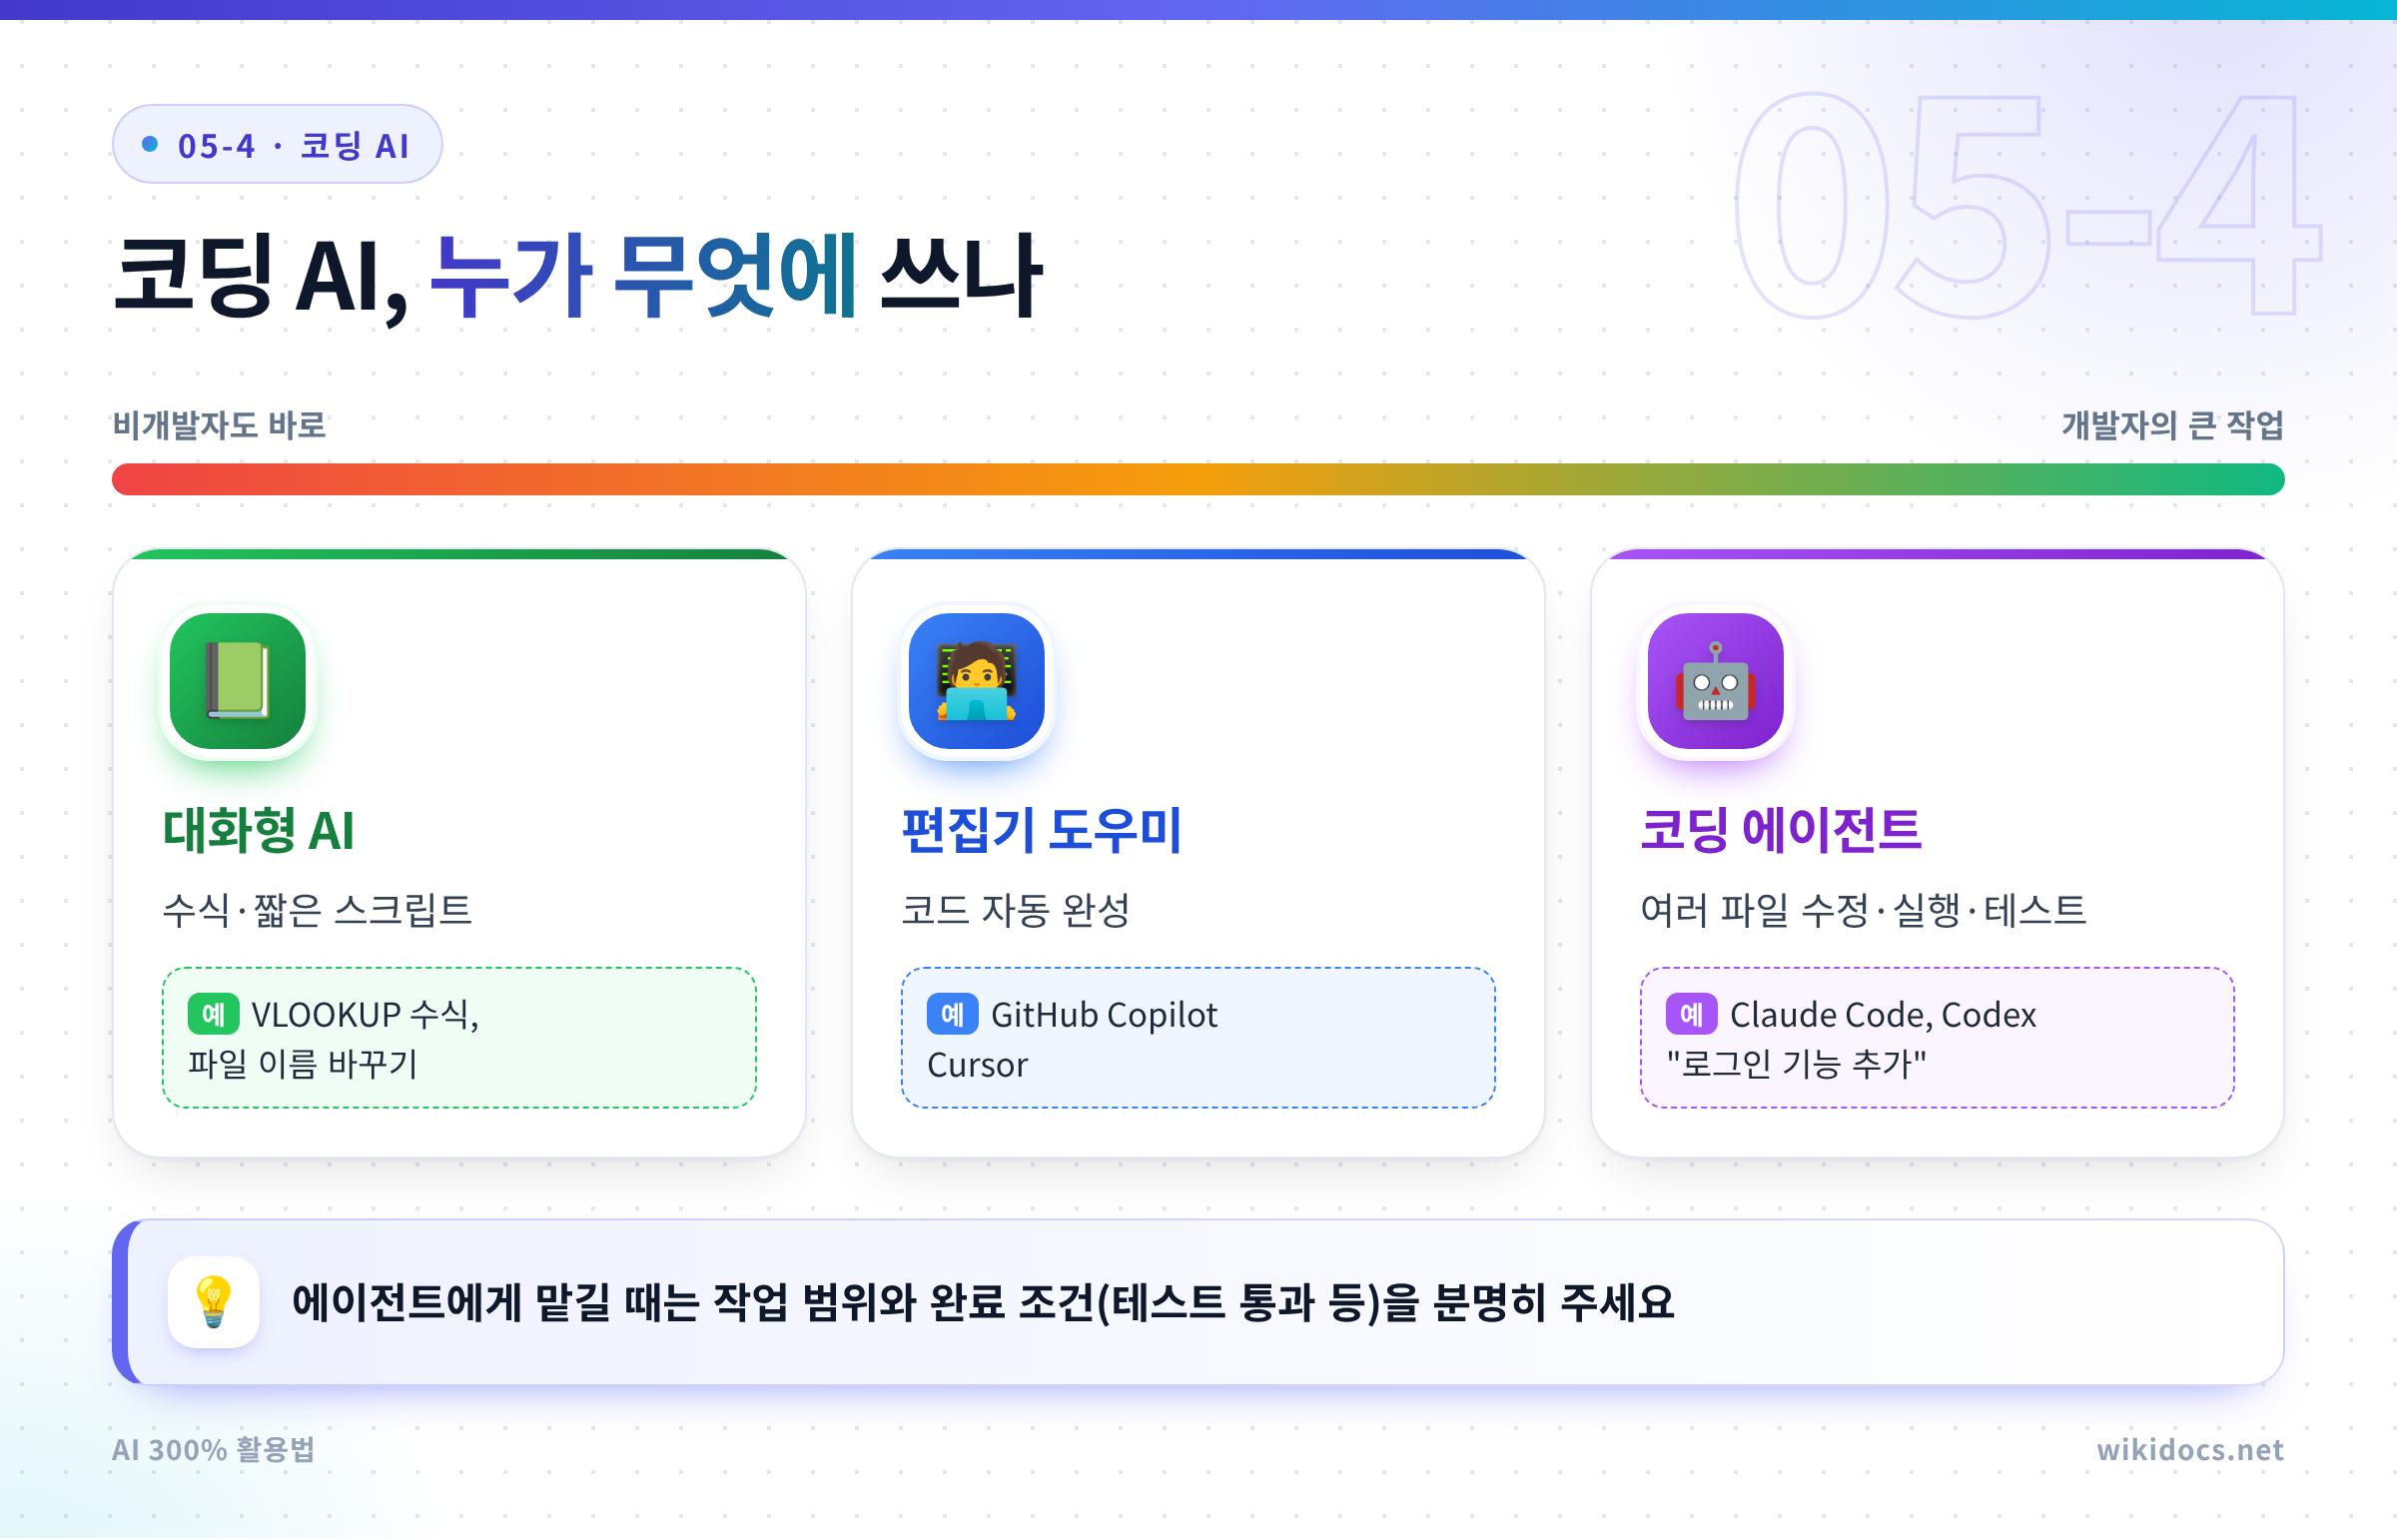 05-4 · 코딩 AI
05-4
코딩 AI, 누가 무엇에 쓰나
비개발자도 바로
개발자의 큰 작업
대화형 AI
수식·짧은 스크립트
예 VLOOKUP 수식,
파일 이름 바꾸기
편집기 도우미
코드 자동 완성
예 GitHub Copilot
Cursor
코딩 에이전트
여러 파일 수정·실행·테스트
예 Claude Code, Codex
"로그인 기능 추가"
에이전트에게 맡길 때는 작업 범위와 완료 조건(테스트 통과 등)을 분명히 주세요
AI 300% 활용법
wikidocs.net